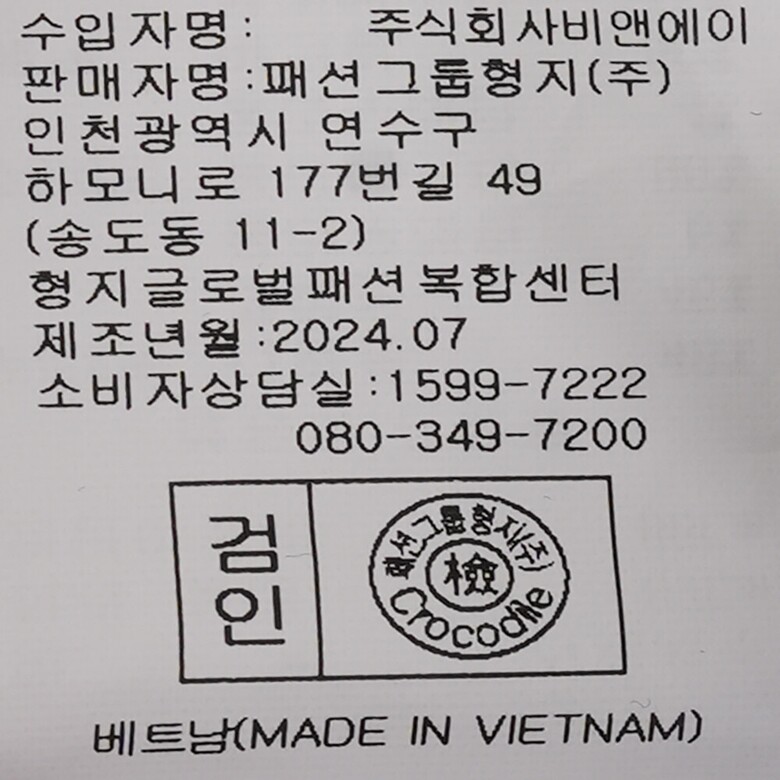 수입자명: 주식회사비앤에이
판매자명:패션그룹형지(주)
인천광역시 연수구
하모니로 177번길 49
(송도동 11-2)
형지글로벌패션복합센터
제조년월:2024.07
소비자상담실:1599-7222
080-349-7200
검인
패션그룹형지(주)
檢
Crocodile
베트남(MADE IN VIETNAM)